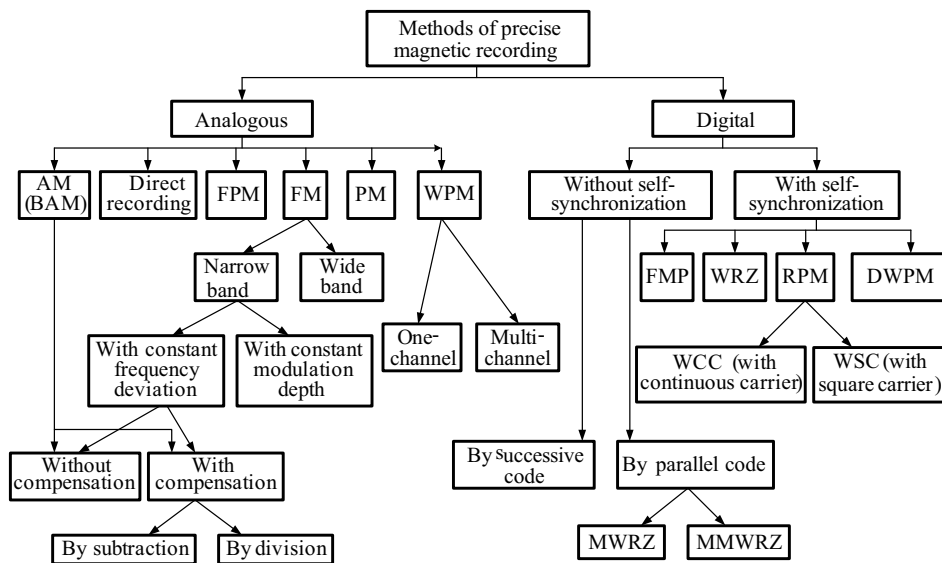 Methods of precise
magnetic recording
Analogous
Digital
AM
(BAM)
Direct
recording
FPM
FM
PM
WPM
Without self-
synchronization
With self-
synchronization
Narrow
band
Wide
band
FMP
WRZ
RPM
DWPM
One-
channel
Multi-
channel
With constant
frequency
deviation
With constant
modulation
depth
WCC (with
continuous carrier)
WSC (with
square carrier)
Without
compensation
With
compensation
By successive
code
By parallel code
By subtraction
By division
MWRZ
MMWRZ